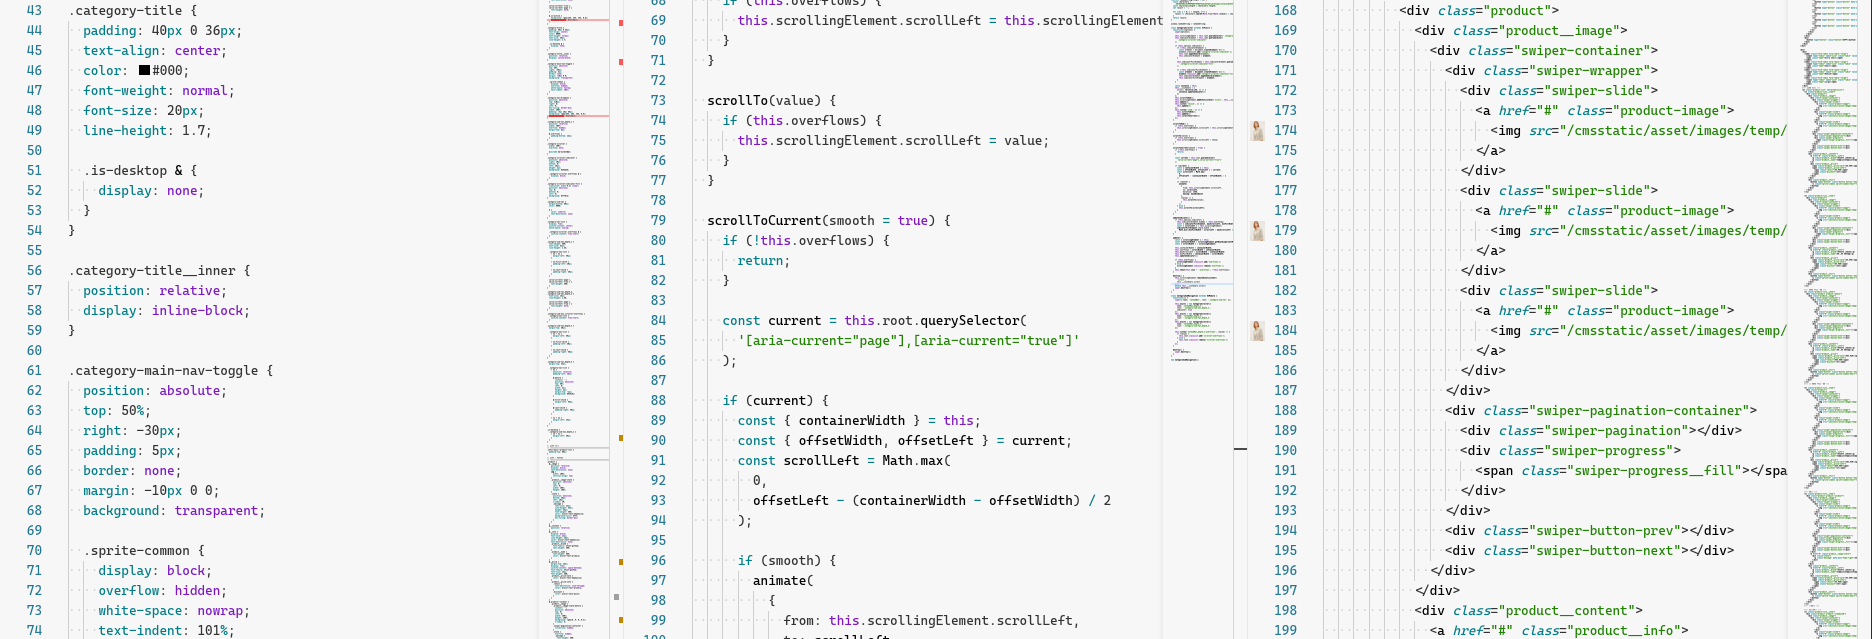 43 .category-title {
44 padding: 40px 0 36px;
45 text-align: center;
46 color: #000;
47 font-weight: normal;
48 font-size: 20px;
49 line-height: 1.7;
50
51 .is-desktop & {
52 display: none;
53 }
54 }
55
56 .category-title__inner {
57 position: relative;
58 display: inline-block;
59 }
60
61 .category-main-nav-toggle {
62 position: absolute;
63 top: 50%;
64 right: -30px;
65 padding: 5px;
66 border: none;
67 margin: -10px 0 0;
68 background: transparent;
69
70 .sprite-common {
71 display: block;
72 overflow: hidden;
73 white-space: nowrap;
74 text-indent: 101%;
68 if (this.overflows) {
69 this.scrollingElement.scrollLeft = this.scrollingElement
70 }
71 }
72
73 scrollTo(value) {
74 if (this.overflows) {
75 this.scrollingElement.scrollLeft = value;
76 }
77 }
78
79 scrollToCurrent(smooth = true) {
80 if (!this.overflows) {
81 return;
82 }
83
84 const current = this.root.querySelector(
85 '[aria-current="page"],[aria-current="true"]'
86 );
87
88 if (current) {
89 const { containerWidth } = this;
90 const { offsetWidth, offsetLeft } = current;
91 const scrollLeft = Math.max(
92 0,
93 offsetLeft - (containerWidth - offsetWidth) / 2
94 );
95
96 if (smooth) {
97 animate(
98 {
99 from: this.scrollingElement.scrollLeft,
100 to: scrollLeft
168 <div class="product">
169 <div class="product__image">
170 <div class="swiper-container">
171 <div class="swiper-wrapper">
172 <div class="swiper-slide">
173 <a href="#" class="product-image">
174 <img src="/cmsstatic/asset/images/temp/
175 </a>
176 </div>
177 <div class="swiper-slide">
178 <a href="#" class="product-image">
179 <img src="/cmsstatic/asset/images/temp/
180 </a>
181 </div>
182 <div class="swiper-slide">
183 <a href="#" class="product-image">
184 <img src="/cmsstatic/asset/images/temp/
185 </a>
186 </div>
187 </div>
188 <div class="swiper-pagination-container">
189 <div class="swiper-pagination"></div>
190 <div class="swiper-progress">
191 <span class="swiper-progress__fill"></spa
192 </div>
193 </div>
194 <div class="swiper-button-prev"></div>
195 <div class="swiper-button-next"></div>
196 </div>
197 </div>
198 <div class="product__content">
199 <a href="#" class="product__info">